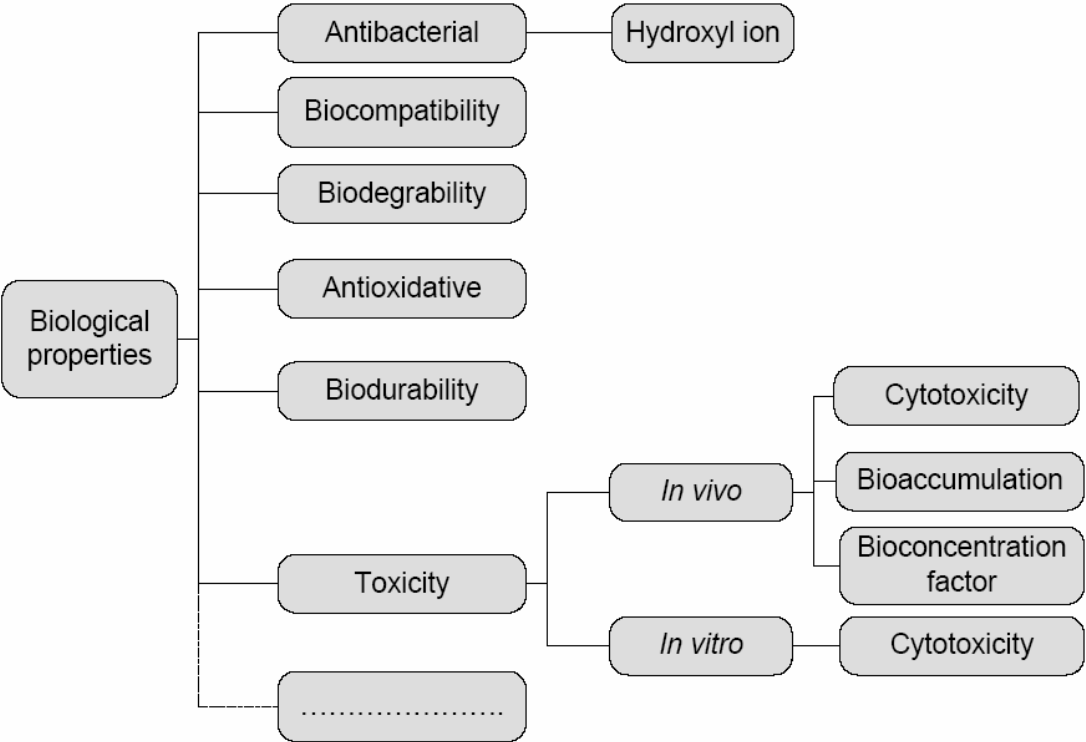 Antibacterial
Hydroxyl ion
Biocompatibility
Biodegrability
Antioxidative
Biological
properties
Biodurability
Cytotoxicity
In vivo
Bioaccumulation
Bioconcentration
factor
Toxicity
In vitro
Cytotoxicity
......................